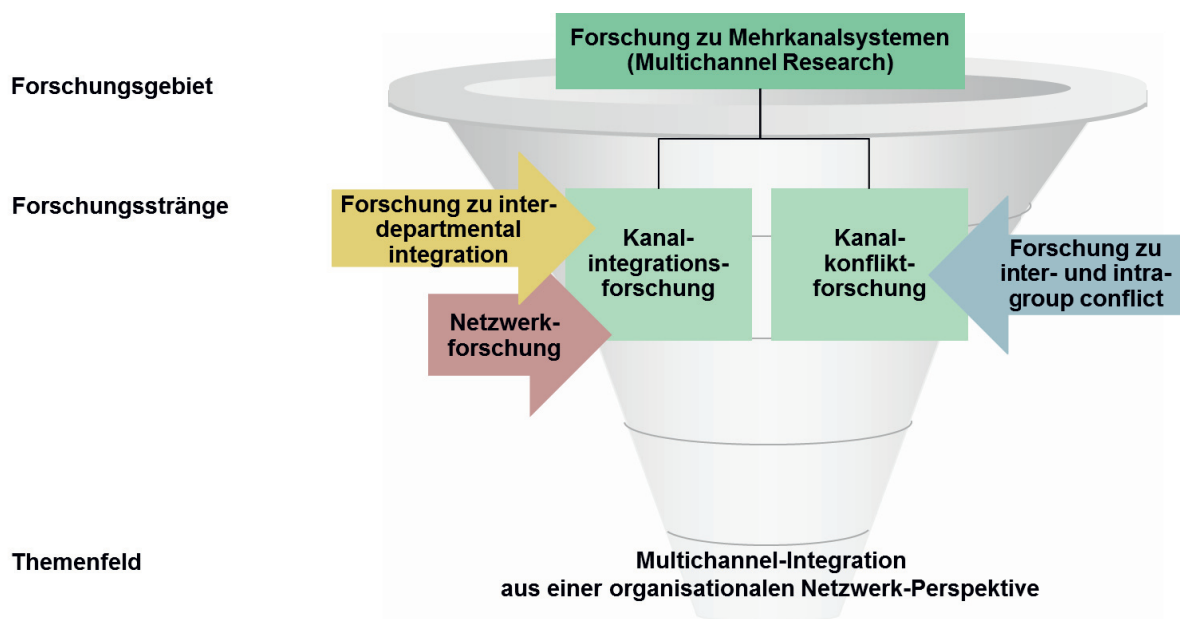 Forschung zu Mehrkanalsystemen
(Multichannel Research)
Forschungsgebiet
Forschungsstränge
Forschung zu inter-
departmental
integration
Kanal-
integrations-
forschung
Kanal-
konflikt-
forschung
Forschung zu
inter- und intra-
group conflict
Netzwerk-
forschung
Themenfeld
Multichannel-Integration
aus einer organisationalen Netzwerk-Perspektive